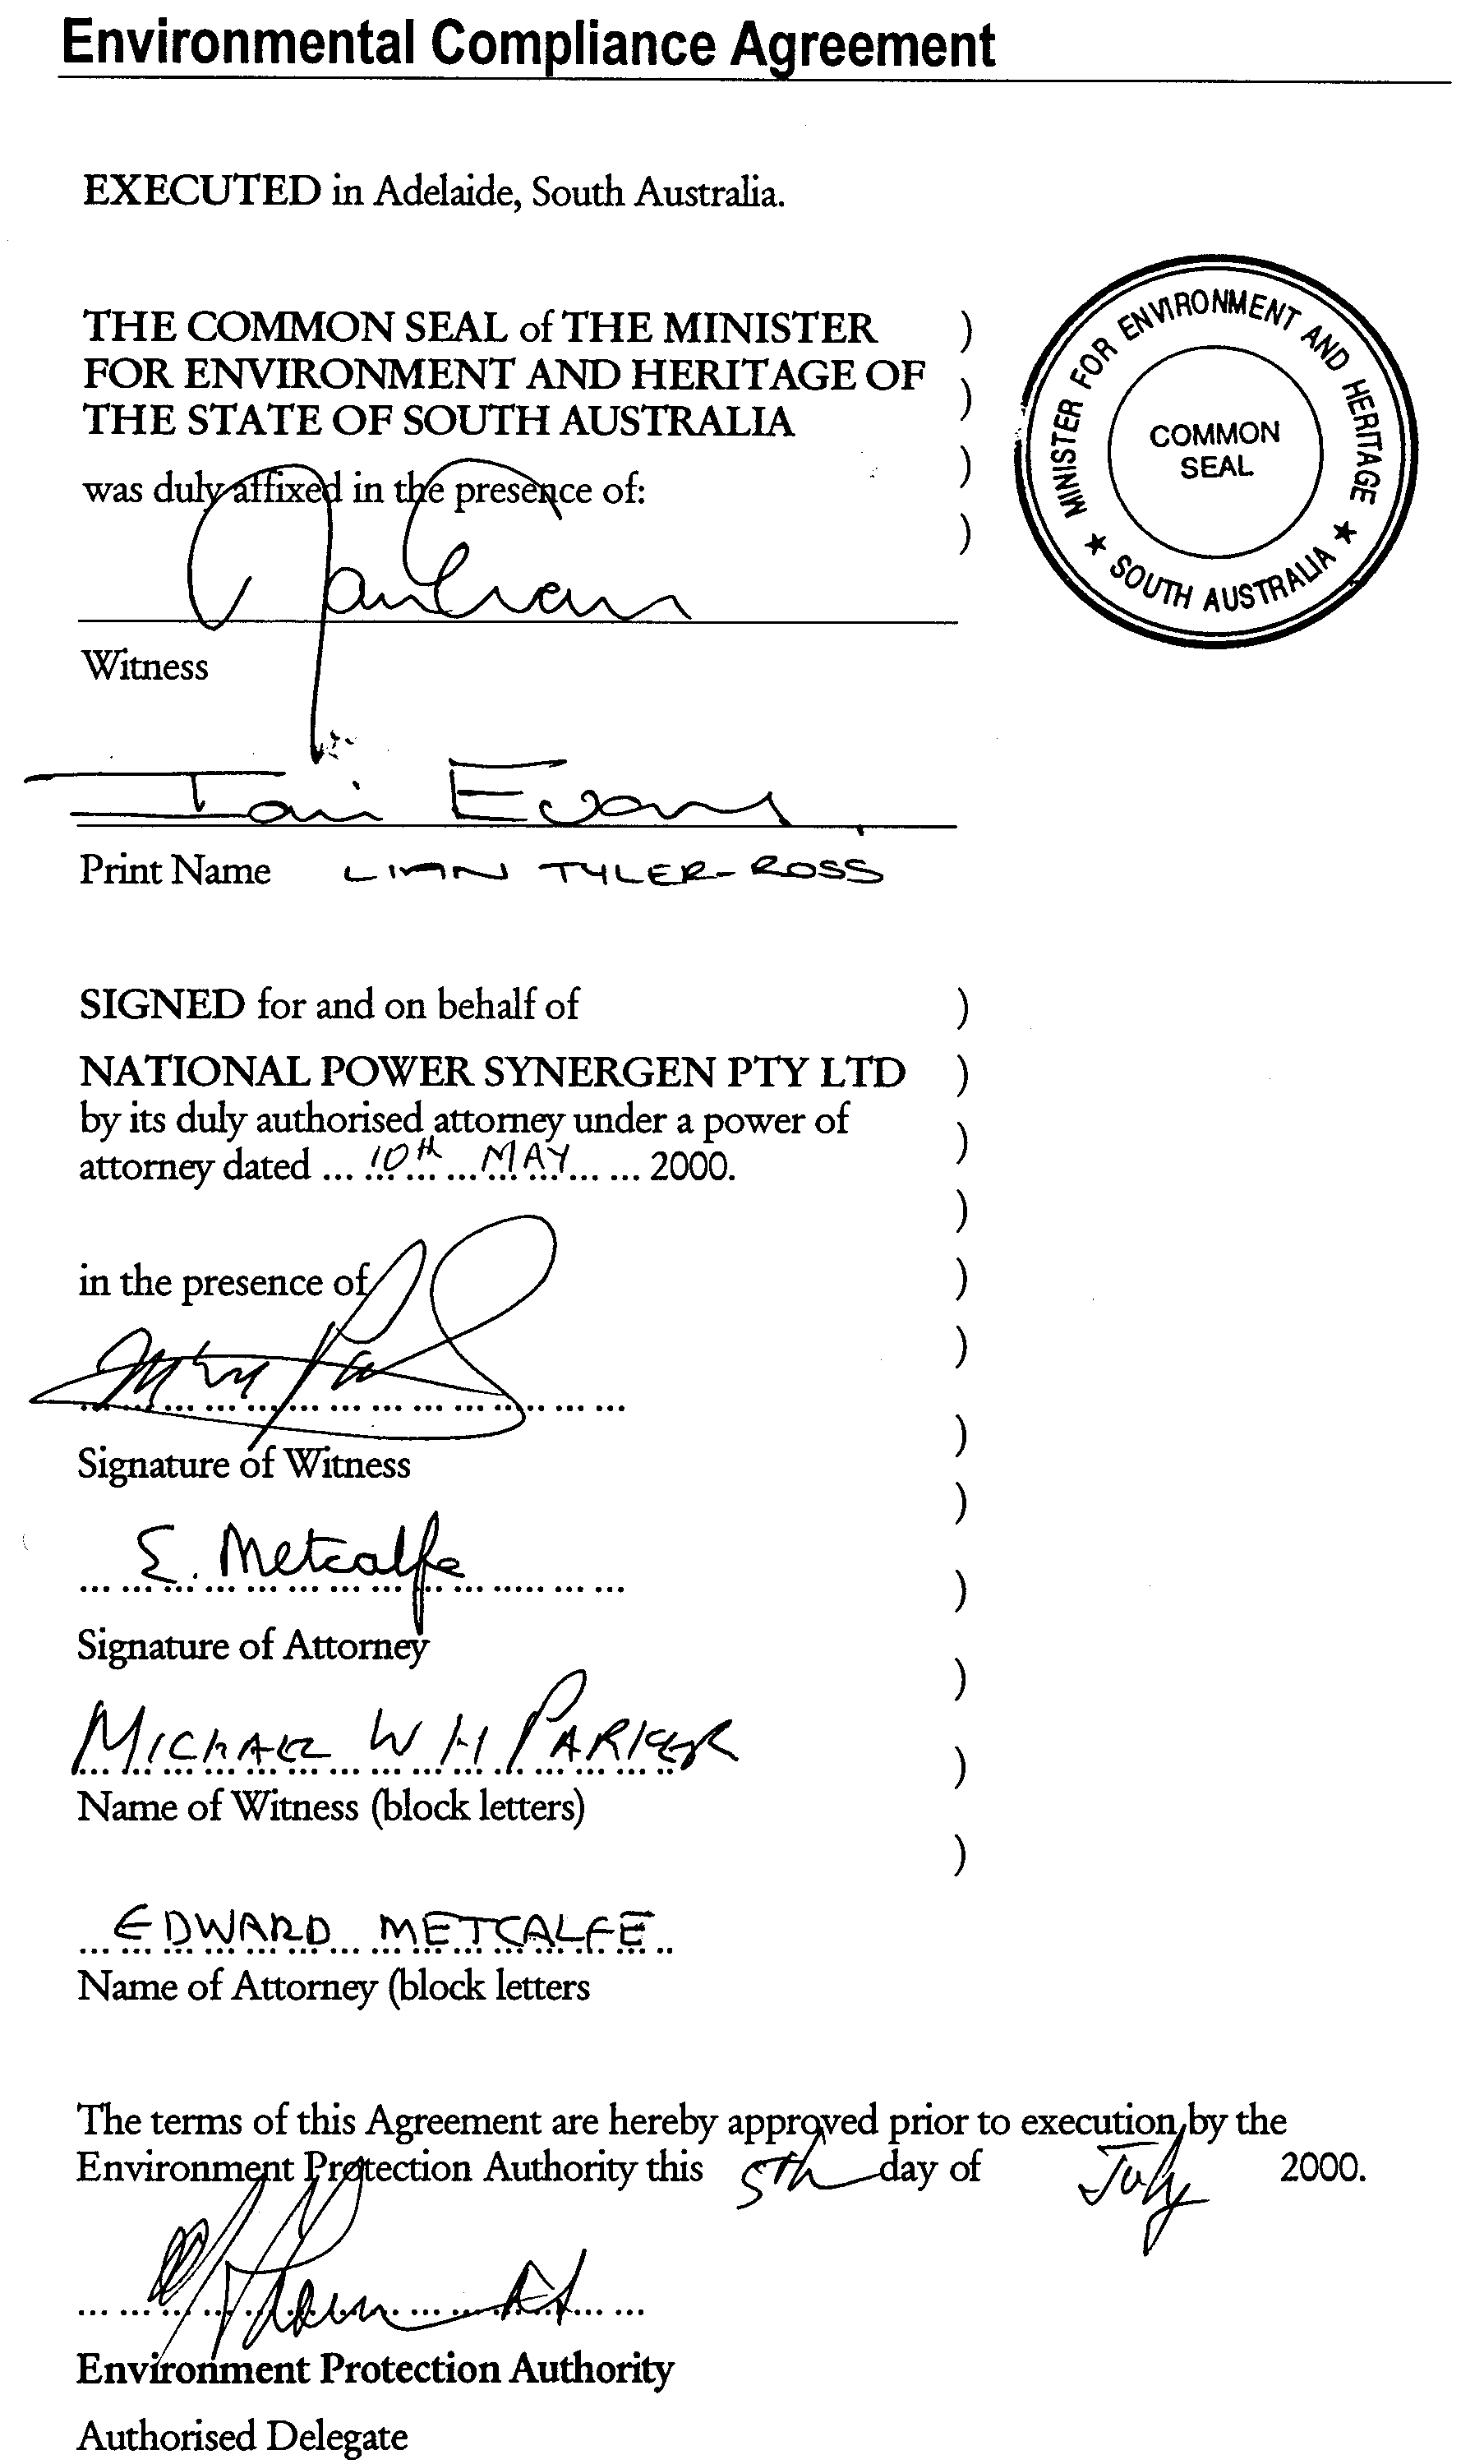 Environmental Compliance Agreement
EXECUTED in Adelaide, South Australia.
THE COMMON SEAL of THE MINISTER )
FOR ENVIRONMENT AND HERITAGE OF )
THE STATE OF SOUTH AUSTRALIA )
was duly affixed in the presence of: )
MINISTER FOR ENVIRONMENT AND HERITAGE
COMMON
SEAL
★ SOUTH AUSTRALIA ★
Witness
Iain Evans
Print Name TYLER-ROSS
SIGNED for and on behalf of )
NATIONAL POWER SYNERGEN PTY LTD )
by its duly authorised attorney under a power of )
attorney dated ... 10th ... MAY ... ... 2000.
in the presence of
Signature of Witness
E. Metcalfe
Signature of Attorney
MICHAEL W H PARKER
Name of Witness (block letters)
EDWARD METCALFE
Name of Attorney (block letters
The terms of this Agreement are hereby approved prior to execution by the
Environment Protection Authority this 5th day of July 2000.
Environment Protection Authority
Authorised Delegate